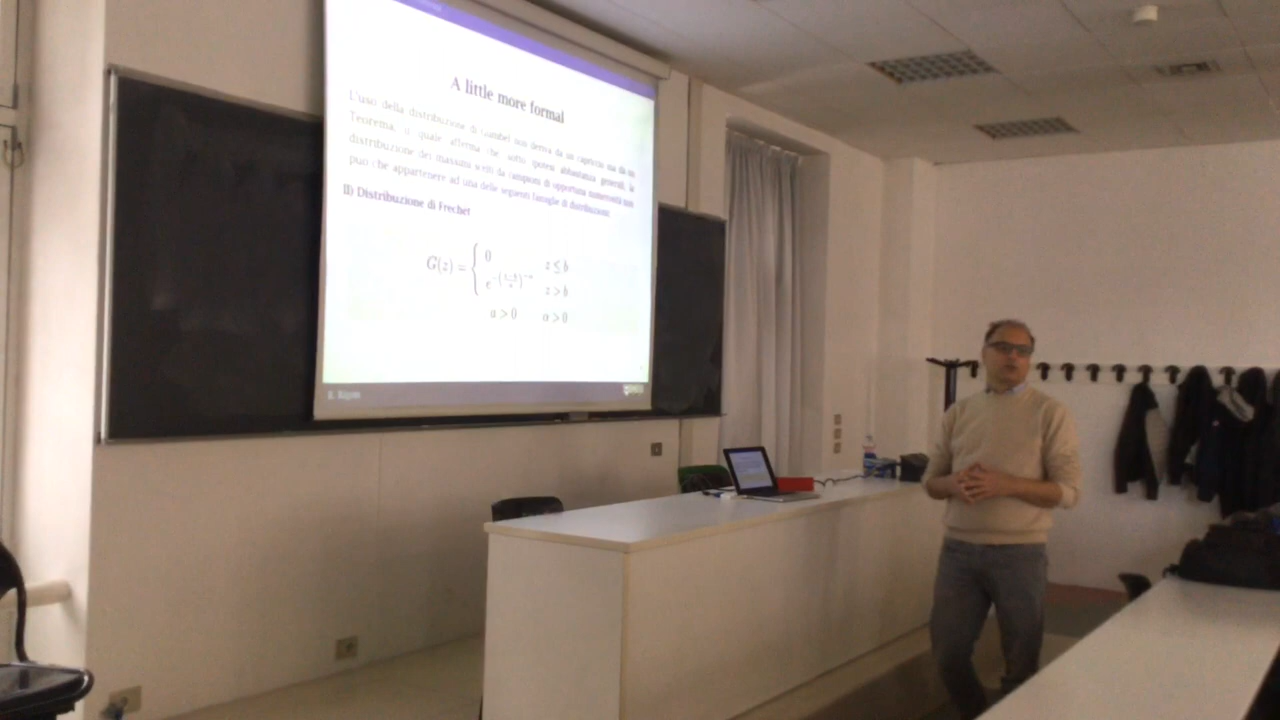 A little more formal
L'uso della distribuzione di Gumbel non deriva da un capriccio ma da un
Teorema, il quale afferma che sotto ipotesi abbastanza generali, la
distribuzione dei massimi scelti da campioni di opportuna numerosità non
può che appartenere ad una delle seguenti famiglie di distribuzioni:
II) Distribuzione di Frechet
G(z) = { 0 z ≤ b
e^{-((z-b)/a)^{-α}} z > b
a > 0 α > 0
R. Rigon